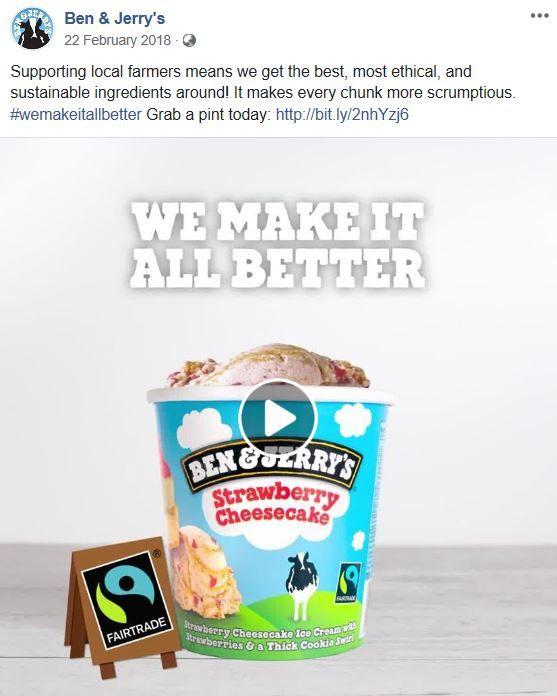 Ben & Jerry's
22 February 2018 ·
Supporting local farmers means we get the best, most ethical, and
sustainable ingredients around! It makes every chunk more scrumptious.
#wemakeitallbetter Grab a pint today: http://bit.ly/2nhYzj6
WE MAKE IT
ALL BETTER
BEN & JERRY'S
Strawberry
Cheesecake
FAIRTRADE
®
FAIRTRADE
Strawberry Cheesecake Ice Cream with
Strawberries & a Thick Cookie Swirl